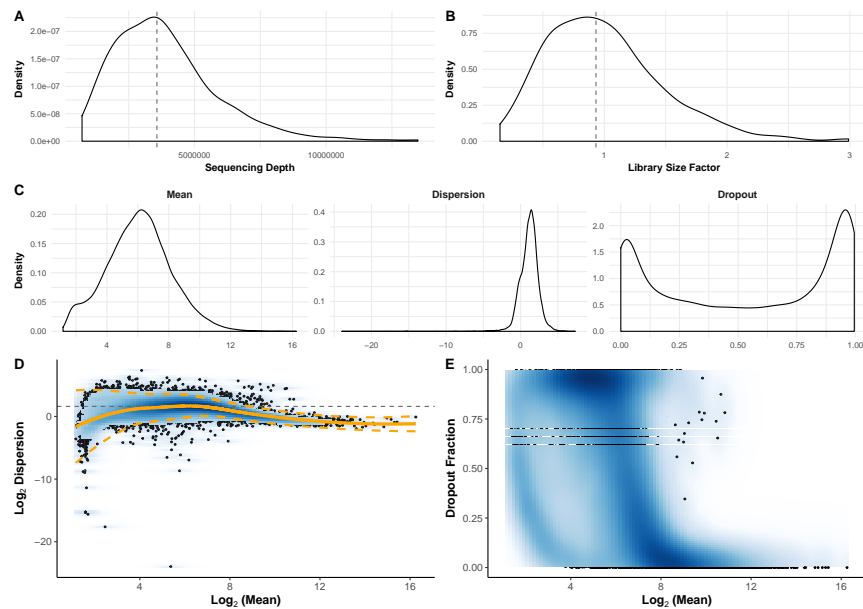 A
Density
2.0e−07
1.5e−07
1.0e−07
5.0e−08
0.0e+00
5000000
10000000
Sequencing Depth
B
Density
0.75
0.50
0.25
0.00
1
2
3
Library Size Factor
C
Mean
Density
0.20
0.15
0.10
0.05
0.00
4
8
12
16
Dispersion
0.4
0.3
0.2
0.1
0.0
−20
−10
0
Dropout
2.0
1.5
1.0
0.5
0.0
0.00
0.25
0.50
0.75
1.00
D
Log2 Dispersion
0
−10
−20
4
8
12
16
Log2 (Mean)
E
Dropout Fraction
1.00
0.75
0.50
0.25
0.00
4
8
12
16
Log2 (Mean)